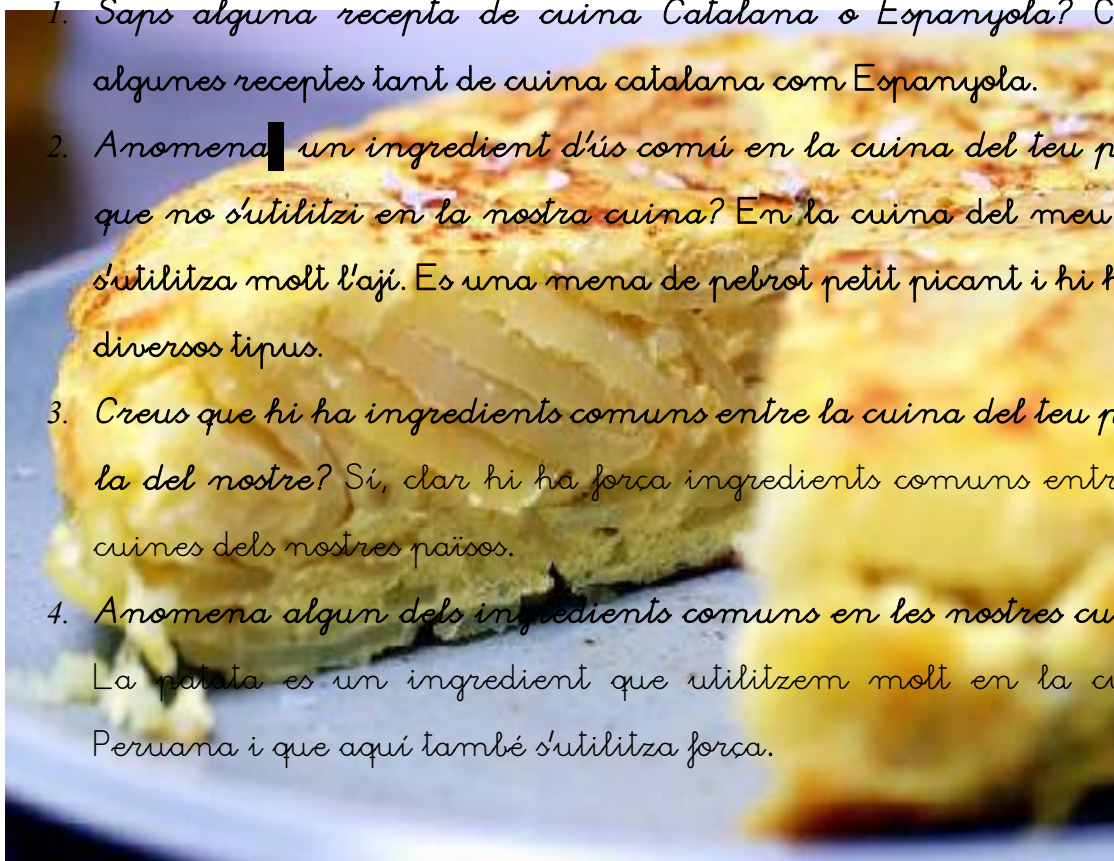 1. Saps alguna recepta de cuina Catalana o Espanyola?
algunes receptes tant de cuina catalana com Espanyola.
2. Anomena un ingredient d'ús comú en la cuina del teu
que no s'utilitzi en la nostra cuina? En la cuina del meu
s'utilitza molt l'ají. Es una mena de pebrot petit picant i hi
diversos tipus.
3. Creus que hi ha ingredients comuns entre la cuina del teu
la del nostre? Sí, clar hi ha força ingredients comuns entr
cuines dels nostres països.
4. Anomena algun dels ingredients comuns en les nostres cu
La patata es un ingredient que utilitzem molt en la cu
Peruana i que aquí també s'utilitza força.